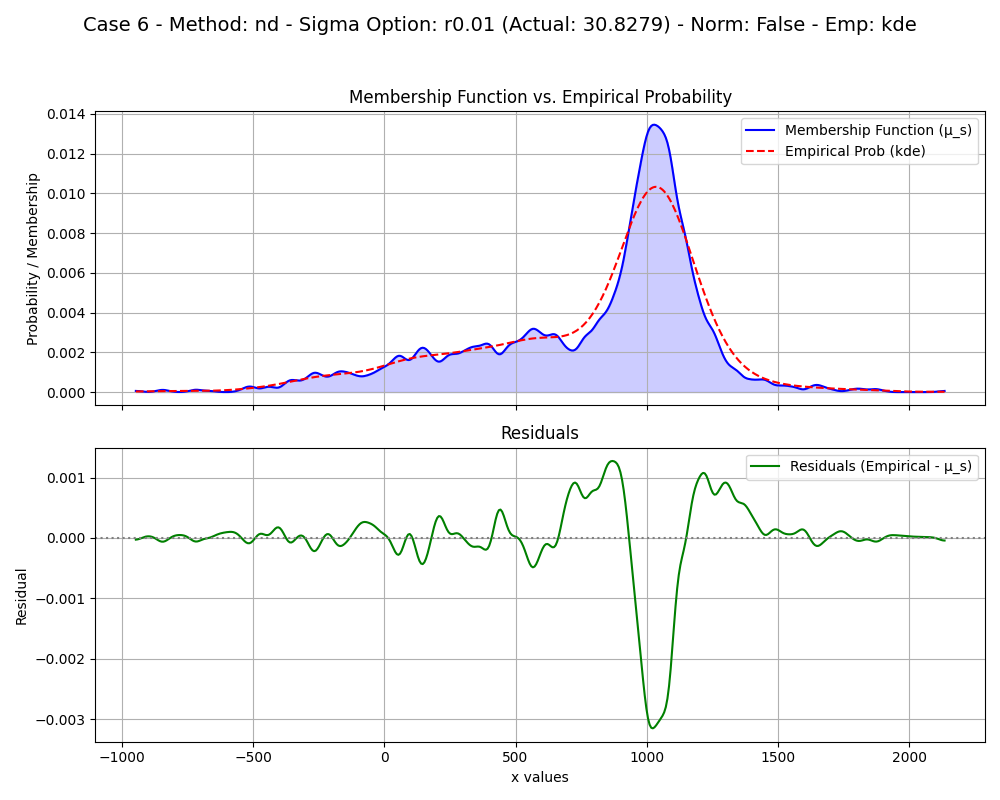 Case 6 - Method: nd - Sigma Option: r0.01 (Actual: 30.8279) - Norm: False - Emp: kde
Membership Function vs. Empirical Probability
Membership Function (μ_s)
Empirical Prob (kde)
Probability / Membership
0.014
0.012
0.010
0.008
0.006
0.004
0.002
0.000
Residuals
Residuals (Empirical - μ_s)
Residual
0.001
0.000
−0.001
−0.002
−0.003
−1000 −500 0 500 1000 1500 2000
x values